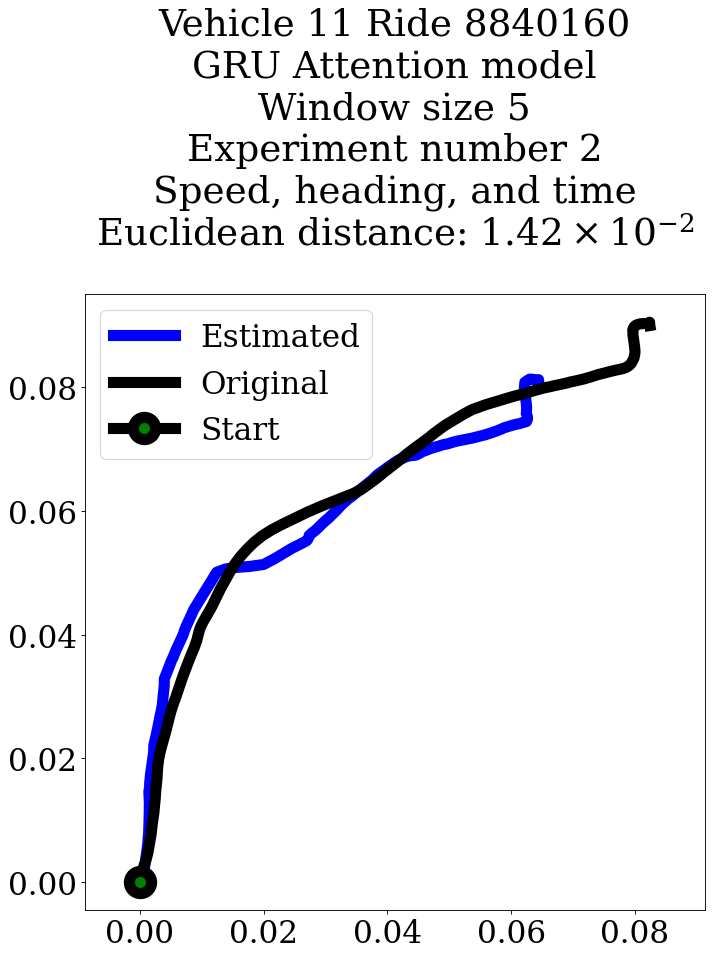 Vehicle 11 Ride 8840160
GRU Attention model
Window size 5
Experiment number 2
Speed, heading, and time
Euclidean distance: 1.42 × 10⁻²
Estimated
Original
Start
0.08
0.06
0.04
0.02
0.00
0.00 0.02 0.04 0.06 0.08